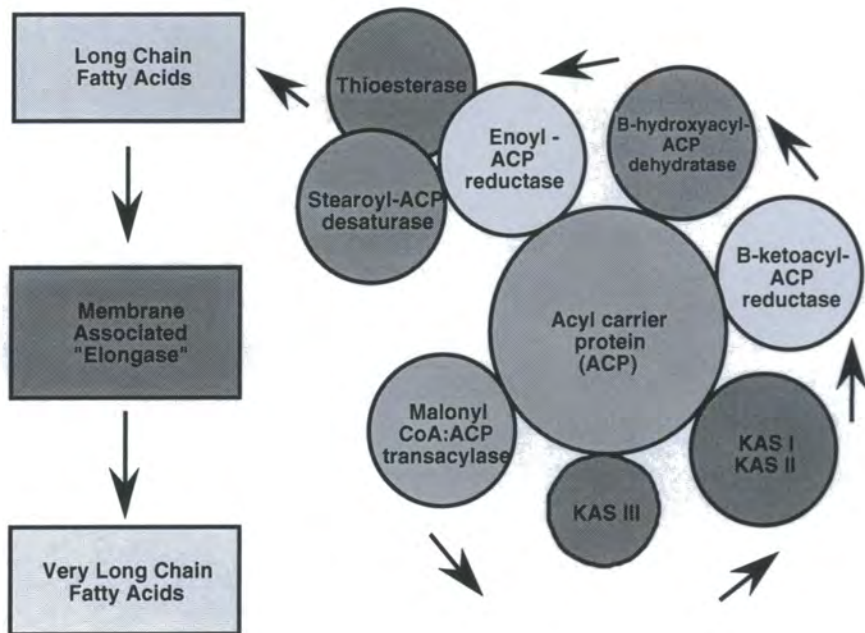 Long Chain
Fatty Acids
Membrane
Associated
"Elongase"
Very Long Chain
Fatty Acids
Thioesterase
Stearoyl-ACP
desaturase
Enoyl -
ACP
reductase
B-hydroxyacyl-
ACP
dehydratase
B-ketoacyl-
ACP
reductase
Acyl carrier
protein
(ACP)
Malonyl
CoA:ACP
transacylase
KAS III
KAS I
KAS II